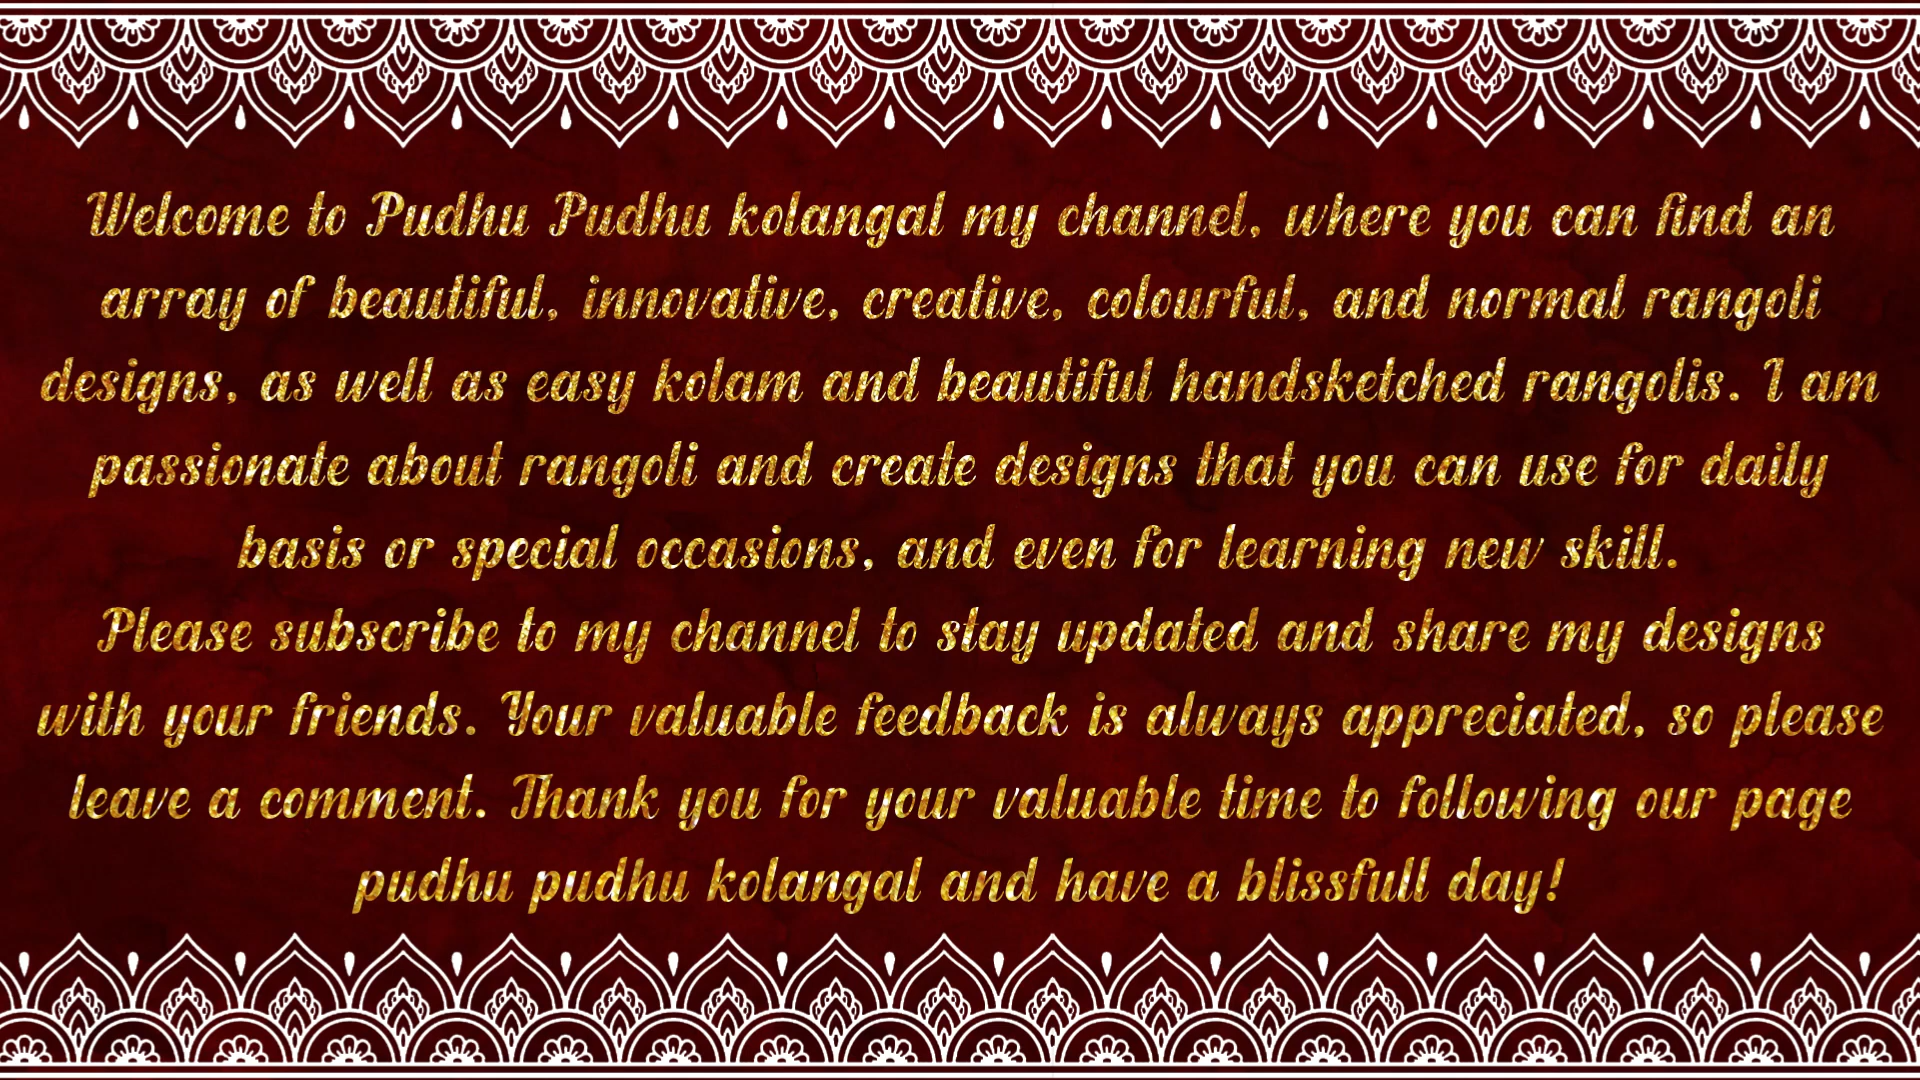 Welcome to Pudhu Pudhu kolangal my channel, where you can find an
array of beautiful, innovative, creative, colourful, and normal rangoli
designs, as well as easy kolam and beautiful handsketched rangolis. I am
passionate about rangoli and create designs that you can use for daily
basis or special occasions, and even for learning new skill.
Please subscribe to my channel to stay updated and share my designs
with your friends. Your valuable feedback is always appreciated, so please
leave a comment. Thank you for your valuable time to following our page
pudhu pudhu kolangal and have a blissfull day!